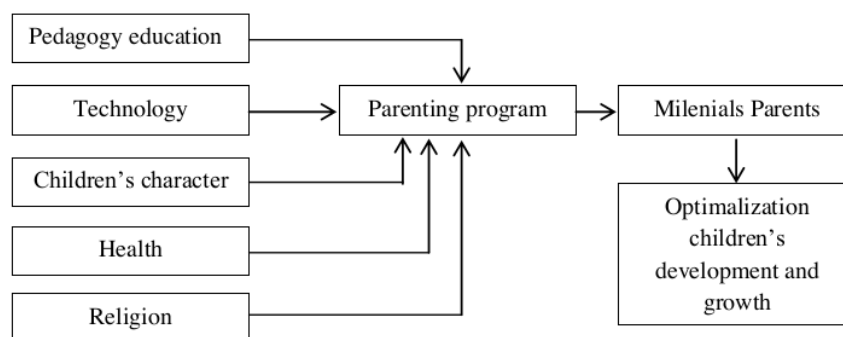 Pedagogy education
Technology
Parenting program
Milenials Parents
Children's character
Health
Religion
Optimalization
children's
development and
growth